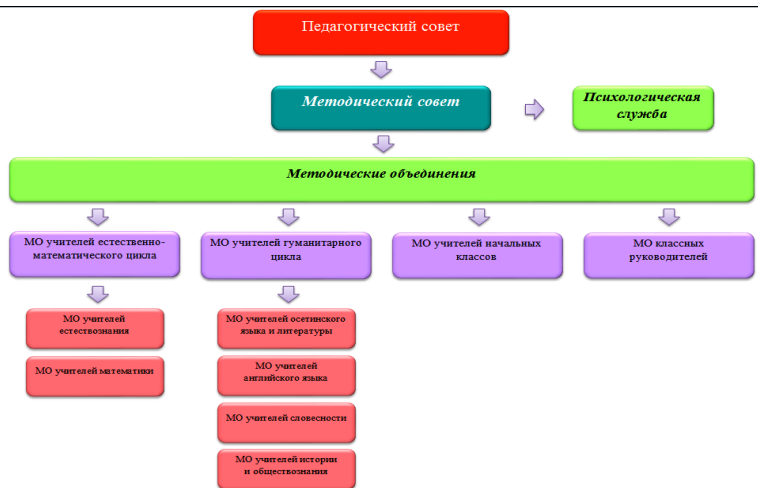 Педагогический совет
Методический совет
Психологическая
служба
Методические объединения
МО учителей естественно-
математического цикла
МО учителей гуманитарного
цикла
МО учителей начальных
классов
МО классных
руководителей
МО учителей
естествознания
МО учителей математики
МО учителей осетинского
языка и литературы
МО учителей
английского языка
МО учителей словесности
МО учителей истории
и обществознания